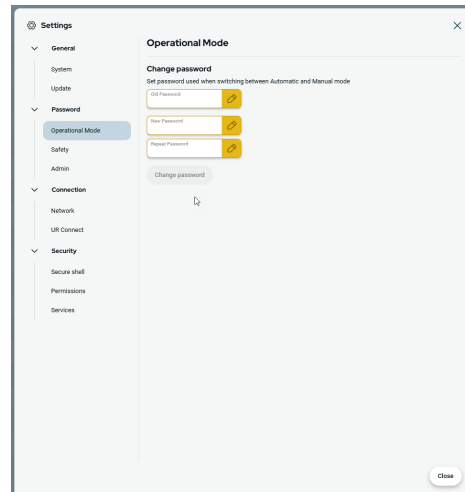 Settings
General
System
Update
Password
Operational Mode
Safety
Admin
Connection
Network
UR Connect
Security
Secure shell
Permissions
Services
Operational Mode
Change password
Set password used when switching between Automatic and Manual mode
Old Password
New Password
Repeat Password
Change password
Close